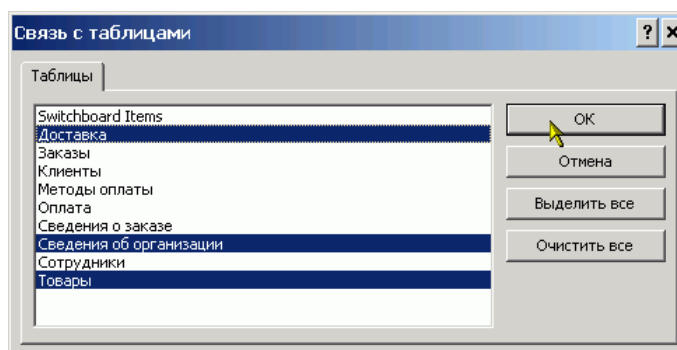 Связь с таблицами
Таблицы
Switchboard Items
Доставка
Заказы
Клиенты
Методы оплаты
Оплата
Сведения о заказе
Сведения об организации
Сотрудники
Товары
ОК
Отмена
Выделить все
Очистить все